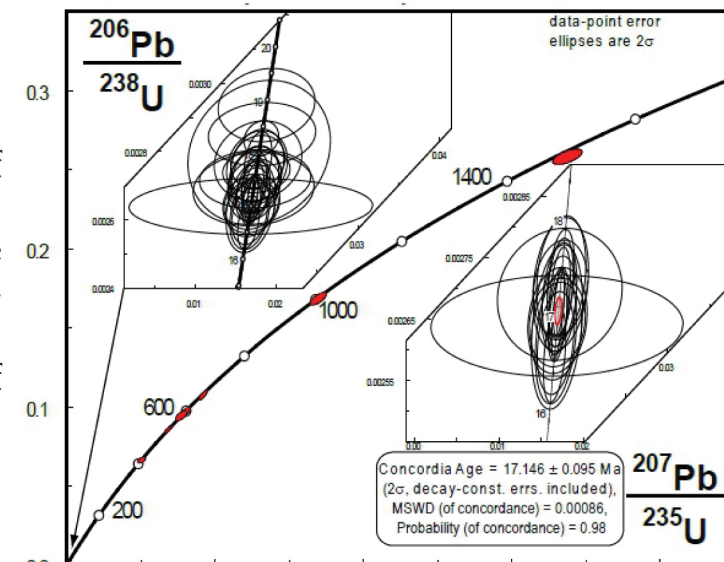 206Pb
238U
data-point error
ellipses are 2σ
0.3
0.2
0.1
200
600
1000
1400
20
19
16
0.0030
0.0028
0.0026
0.0024
0.01
0.02
0.03
0.04
0.00285
0.00275
0.00265
0.00255
18
17
16
0.00
0.01
0.02
0.03
Concordia Age = 17.146 ± 0.095 Ma
(2σ, decay-const. errs. included),
MSWD (of concordance) = 0.00086,
Probability (of concordance) = 0.98
207Pb
235U